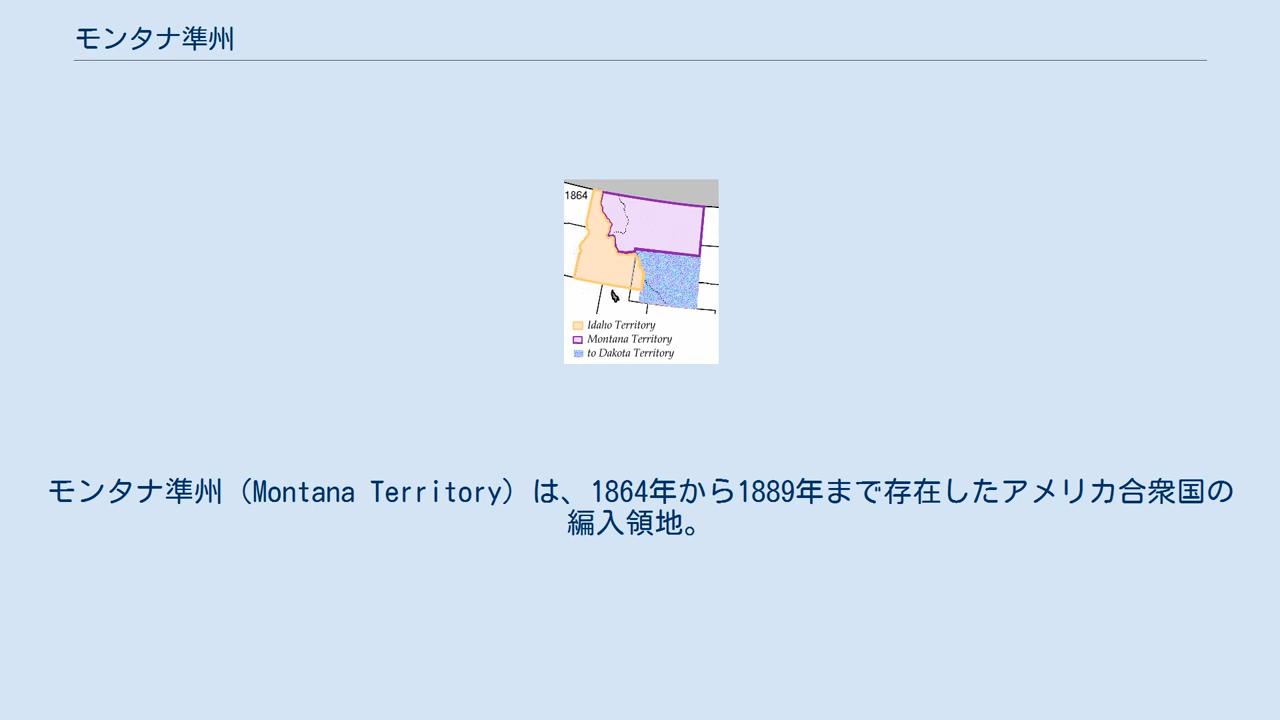 モンタナ準州
1864
Idaho Territory
Montana Territory
to Dakota Territory
モンタナ準州（Montana Territory）は、1864年から1889年まで存在したアメリカ合衆国の
編入領地。